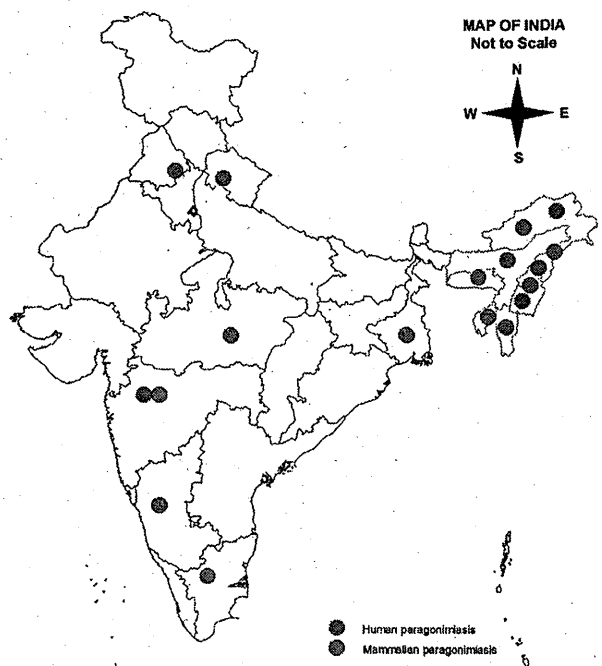 MAP OF INDIA
Not to Scale
N
W E
S
Human paragonimiasis
Mammalian paragonimiasis